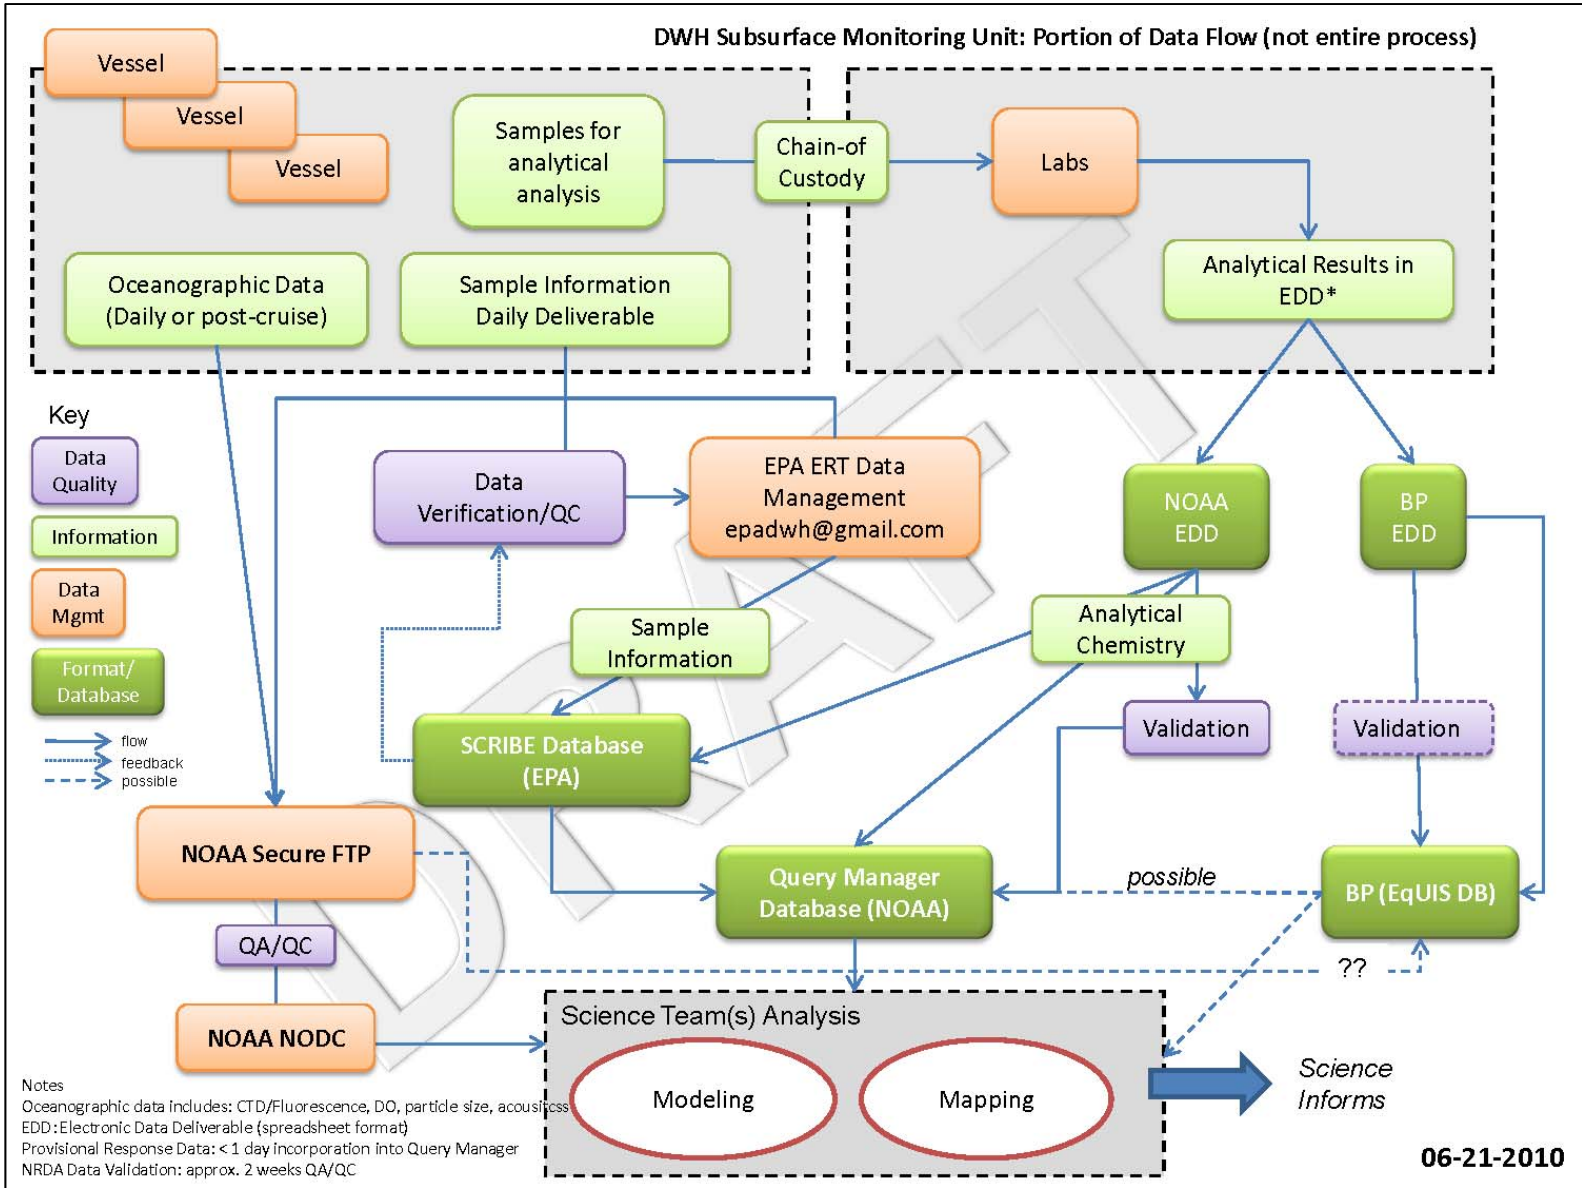 DWH Subsurface Monitoring Unit: Portion of Data Flow (not entire process)
Vessel
Vessel
Vessel
Samples for
analytical
analysis
Chain-of
Custody
Labs
Oceanographic Data
(Daily or post-cruise)
Sample Information
Daily Deliverable
Analytical Results in
EDD*
Key
Data
Quality
Information
Data
Mgmt
Format/
Database
flow
feedback
possible
Data
Verification/QC
EPA ERT Data
Management
epadwh@gmail.com
NOAA
EDD
BP
EDD
Sample
Information
Analytical
Chemistry
SCRIBE Database
(EPA)
Validation
Validation
NOAA Secure FTP
Query Manager
Database (NOAA)
possible
BP (EqUIS DB)
QA/QC
??
NOAA NODC
Science Team(s) Analysis
Modeling
Mapping
Science
Informs
Notes
Oceanographic data includes: CTD/Fluorescence, DO, particle size, acousitcss
EDD: Electronic Data Deliverable (spreadsheet format)
Provisional Response Data: < 1 day incorporation into Query Manager
NRDA Data Validation: approx. 2 weeks QA/QC
06-21-2010
DRAFT